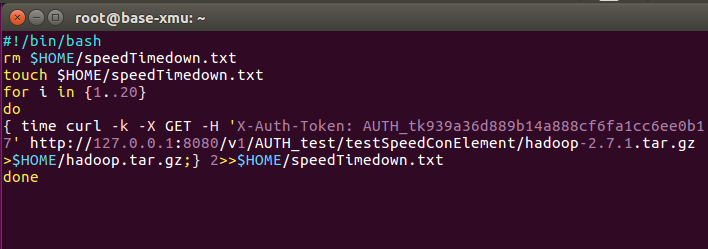 root@base-xmu: ~
#!/bin/bash
rm $HOME/speedTimedown.txt
touch $HOME/speedTimedown.txt
for i in {1..20}
do
{ time curl -k -X GET -H 'X-Auth-Token: AUTH_tk939a36d889b14a888cf6fa1cc6ee0b1
7' http://127.0.0.1:8080/v1/AUTH_test/testSpeedConElement/hadoop-2.7.1.tar.gz
>$HOME/hadoop.tar.gz;} 2>>$HOME/speedTimedown.txt
done